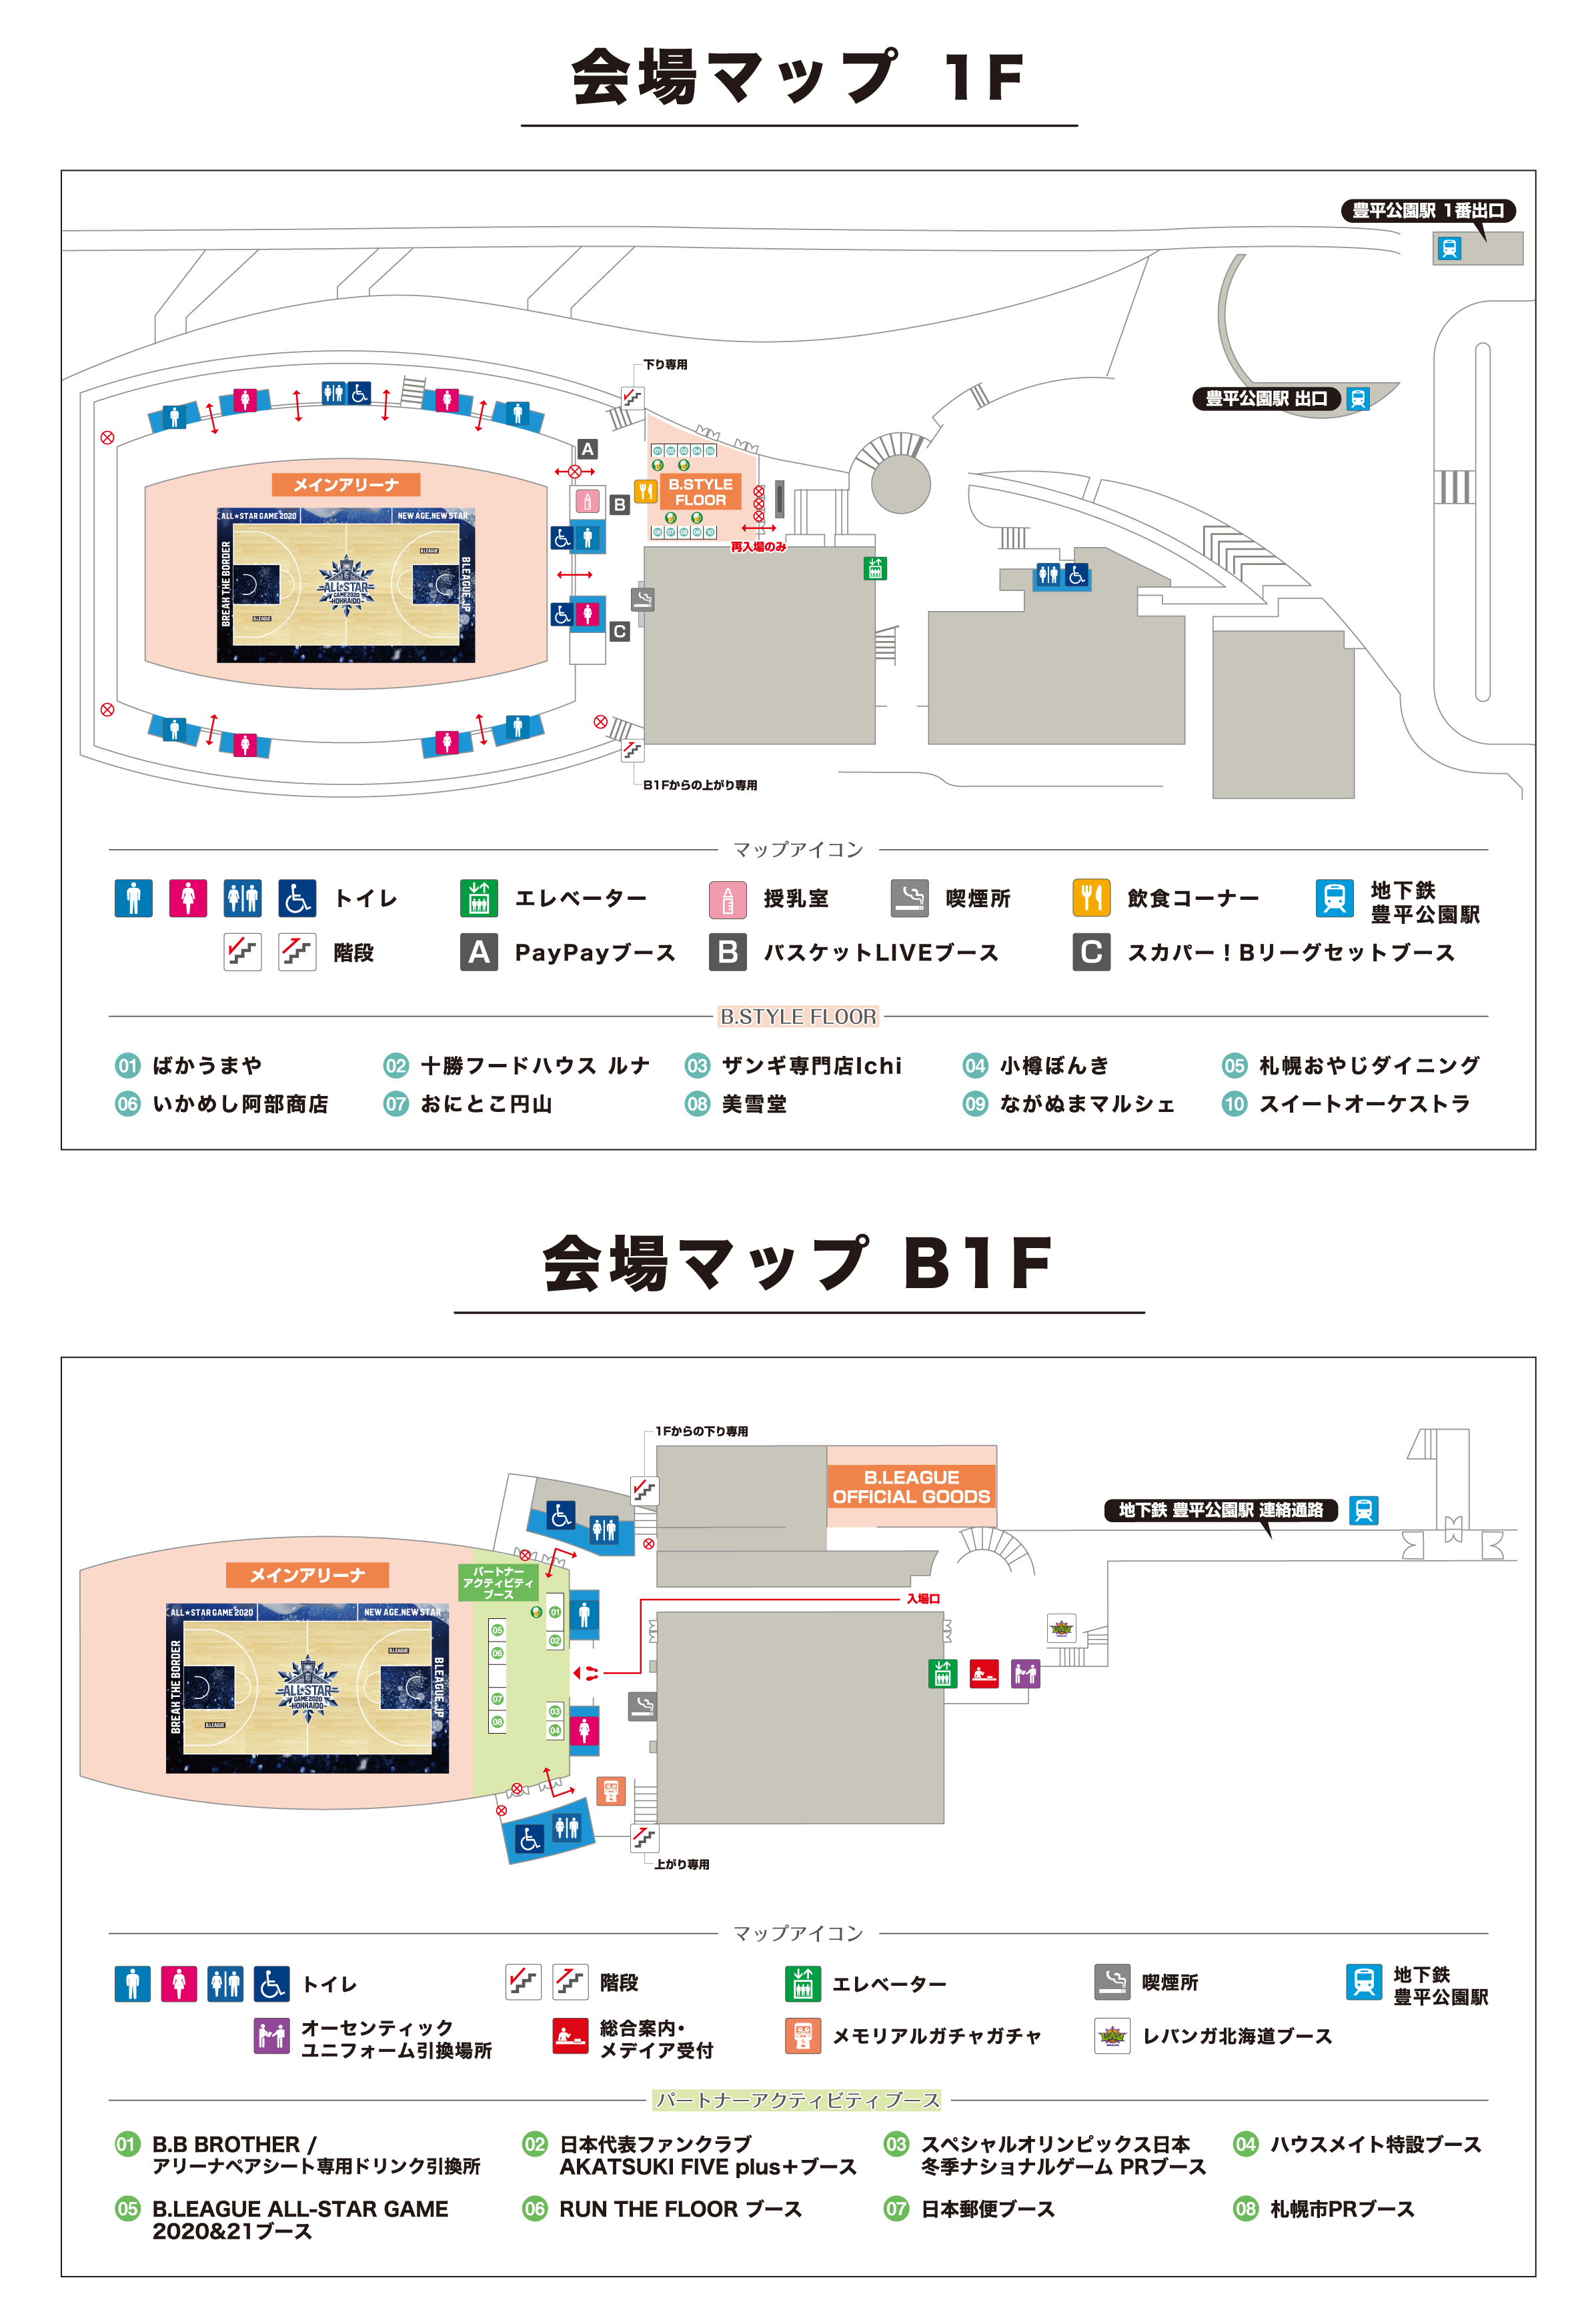 会場マップ 1F
豊平公園駅 1番出口
下り専用
豊平公園駅 出口
A
メインアリーナ
B.STYLE
FLOOR
01 02 03 04 05
B
ALL★STAR GAME 2020
NEW AGE,NEW STAR
BREAK THE BORDER
B.LEAGUE.JP
B.LEAGUE
ALL-STAR
GAME2020
-HOKKAIDO-
B.LEAGUE
06 07 08 09 10
再入場のみ
C
B1Fからの上がり専用
マップアイコン
トイレ
エレベーター
授乳室
喫煙所
飲食コーナー
地下鉄
豊平公園駅
階段
A PayPayブース
B バスケットLIVEブース
C スカパー！Bリーグセットブース
B.STYLE FLOOR
01 ばかうまや
02 十勝フードハウス ルナ
03 ザンギ専門店Ichi
04 小樽ぽんき
05 札幌おやじダイニング
06 いかめし阿部商店
07 おにとこ円山
08 美雪堂
09 ながぬまマルシェ
10 スイートオーケストラ
会場マップ B1F
1Fからの下り専用
B.LEAGUE
OFFICIAL GOODS
地下鉄 豊平公園駅 連絡通路
メインアリーナ
パートナー
アクティビティ
ブース
入場口
ALL★STAR GAME 2020
NEW AGE,NEW STAR
BREAK THE BORDER
B.LEAGUE.JP
B.LEAGUE
ALL-STAR
GAME2020
-HOKKAIDO-
B.LEAGUE
01
02
05
06
07
08
03
04
上がり専用
マップアイコン
トイレ
階段
エレベーター
喫煙所
地下鉄
豊平公園駅
オーセンティック
ユニフォーム引換場所
総合案内・
メデイア受付
メモリアルガチャガチャ
レバンガ北海道ブース
パートナーアクティビティブース
01 B.B BROTHER /
アリーナペアシート専用ドリンク引換所
02 日本代表ファンクラブ
AKATSUKI FIVE plus＋ブース
03 スペシャルオリンピックス日本
冬季ナショナルゲーム PRブース
04 ハウスメイト特設ブース
05 B.LEAGUE ALL-STAR GAME
2020&21ブース
06 RUN THE FLOOR ブース
07 日本郵便ブース
08 札幌市PRブース